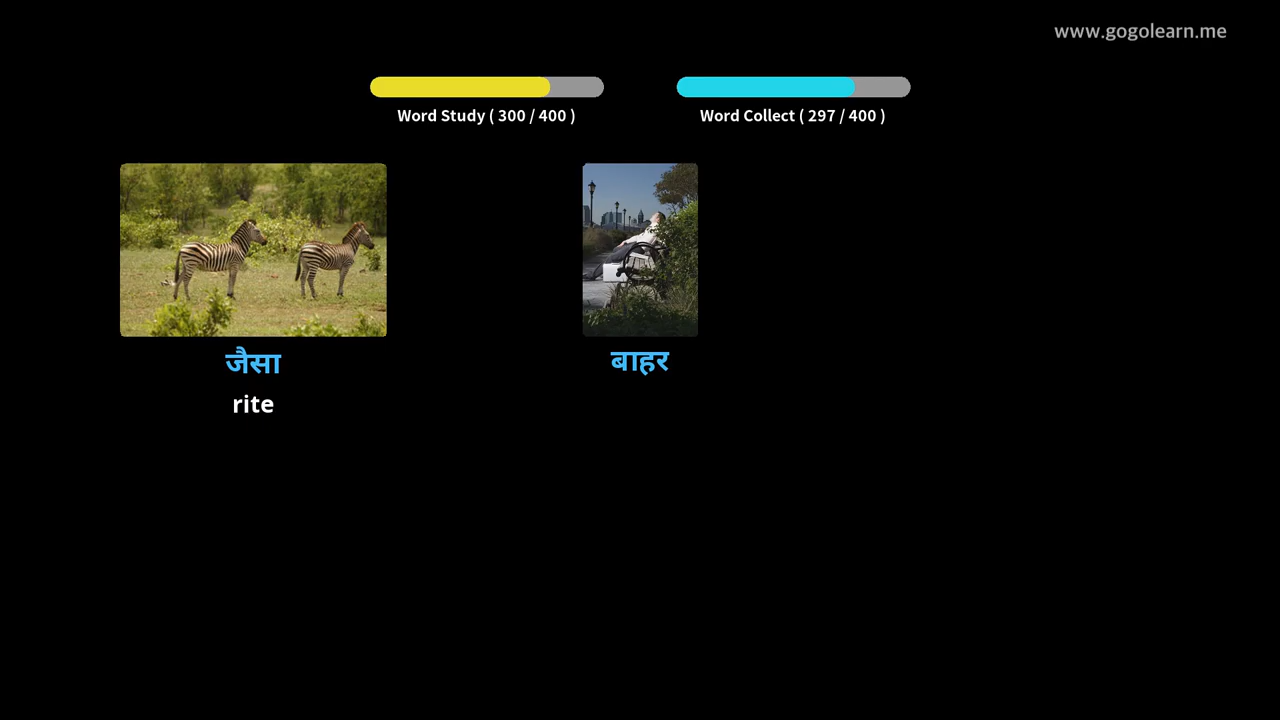 www.gogolearn.me
Word Study ( 300 / 400 )
Word Collect ( 297 / 400 )
जैसा
बाहर
rite